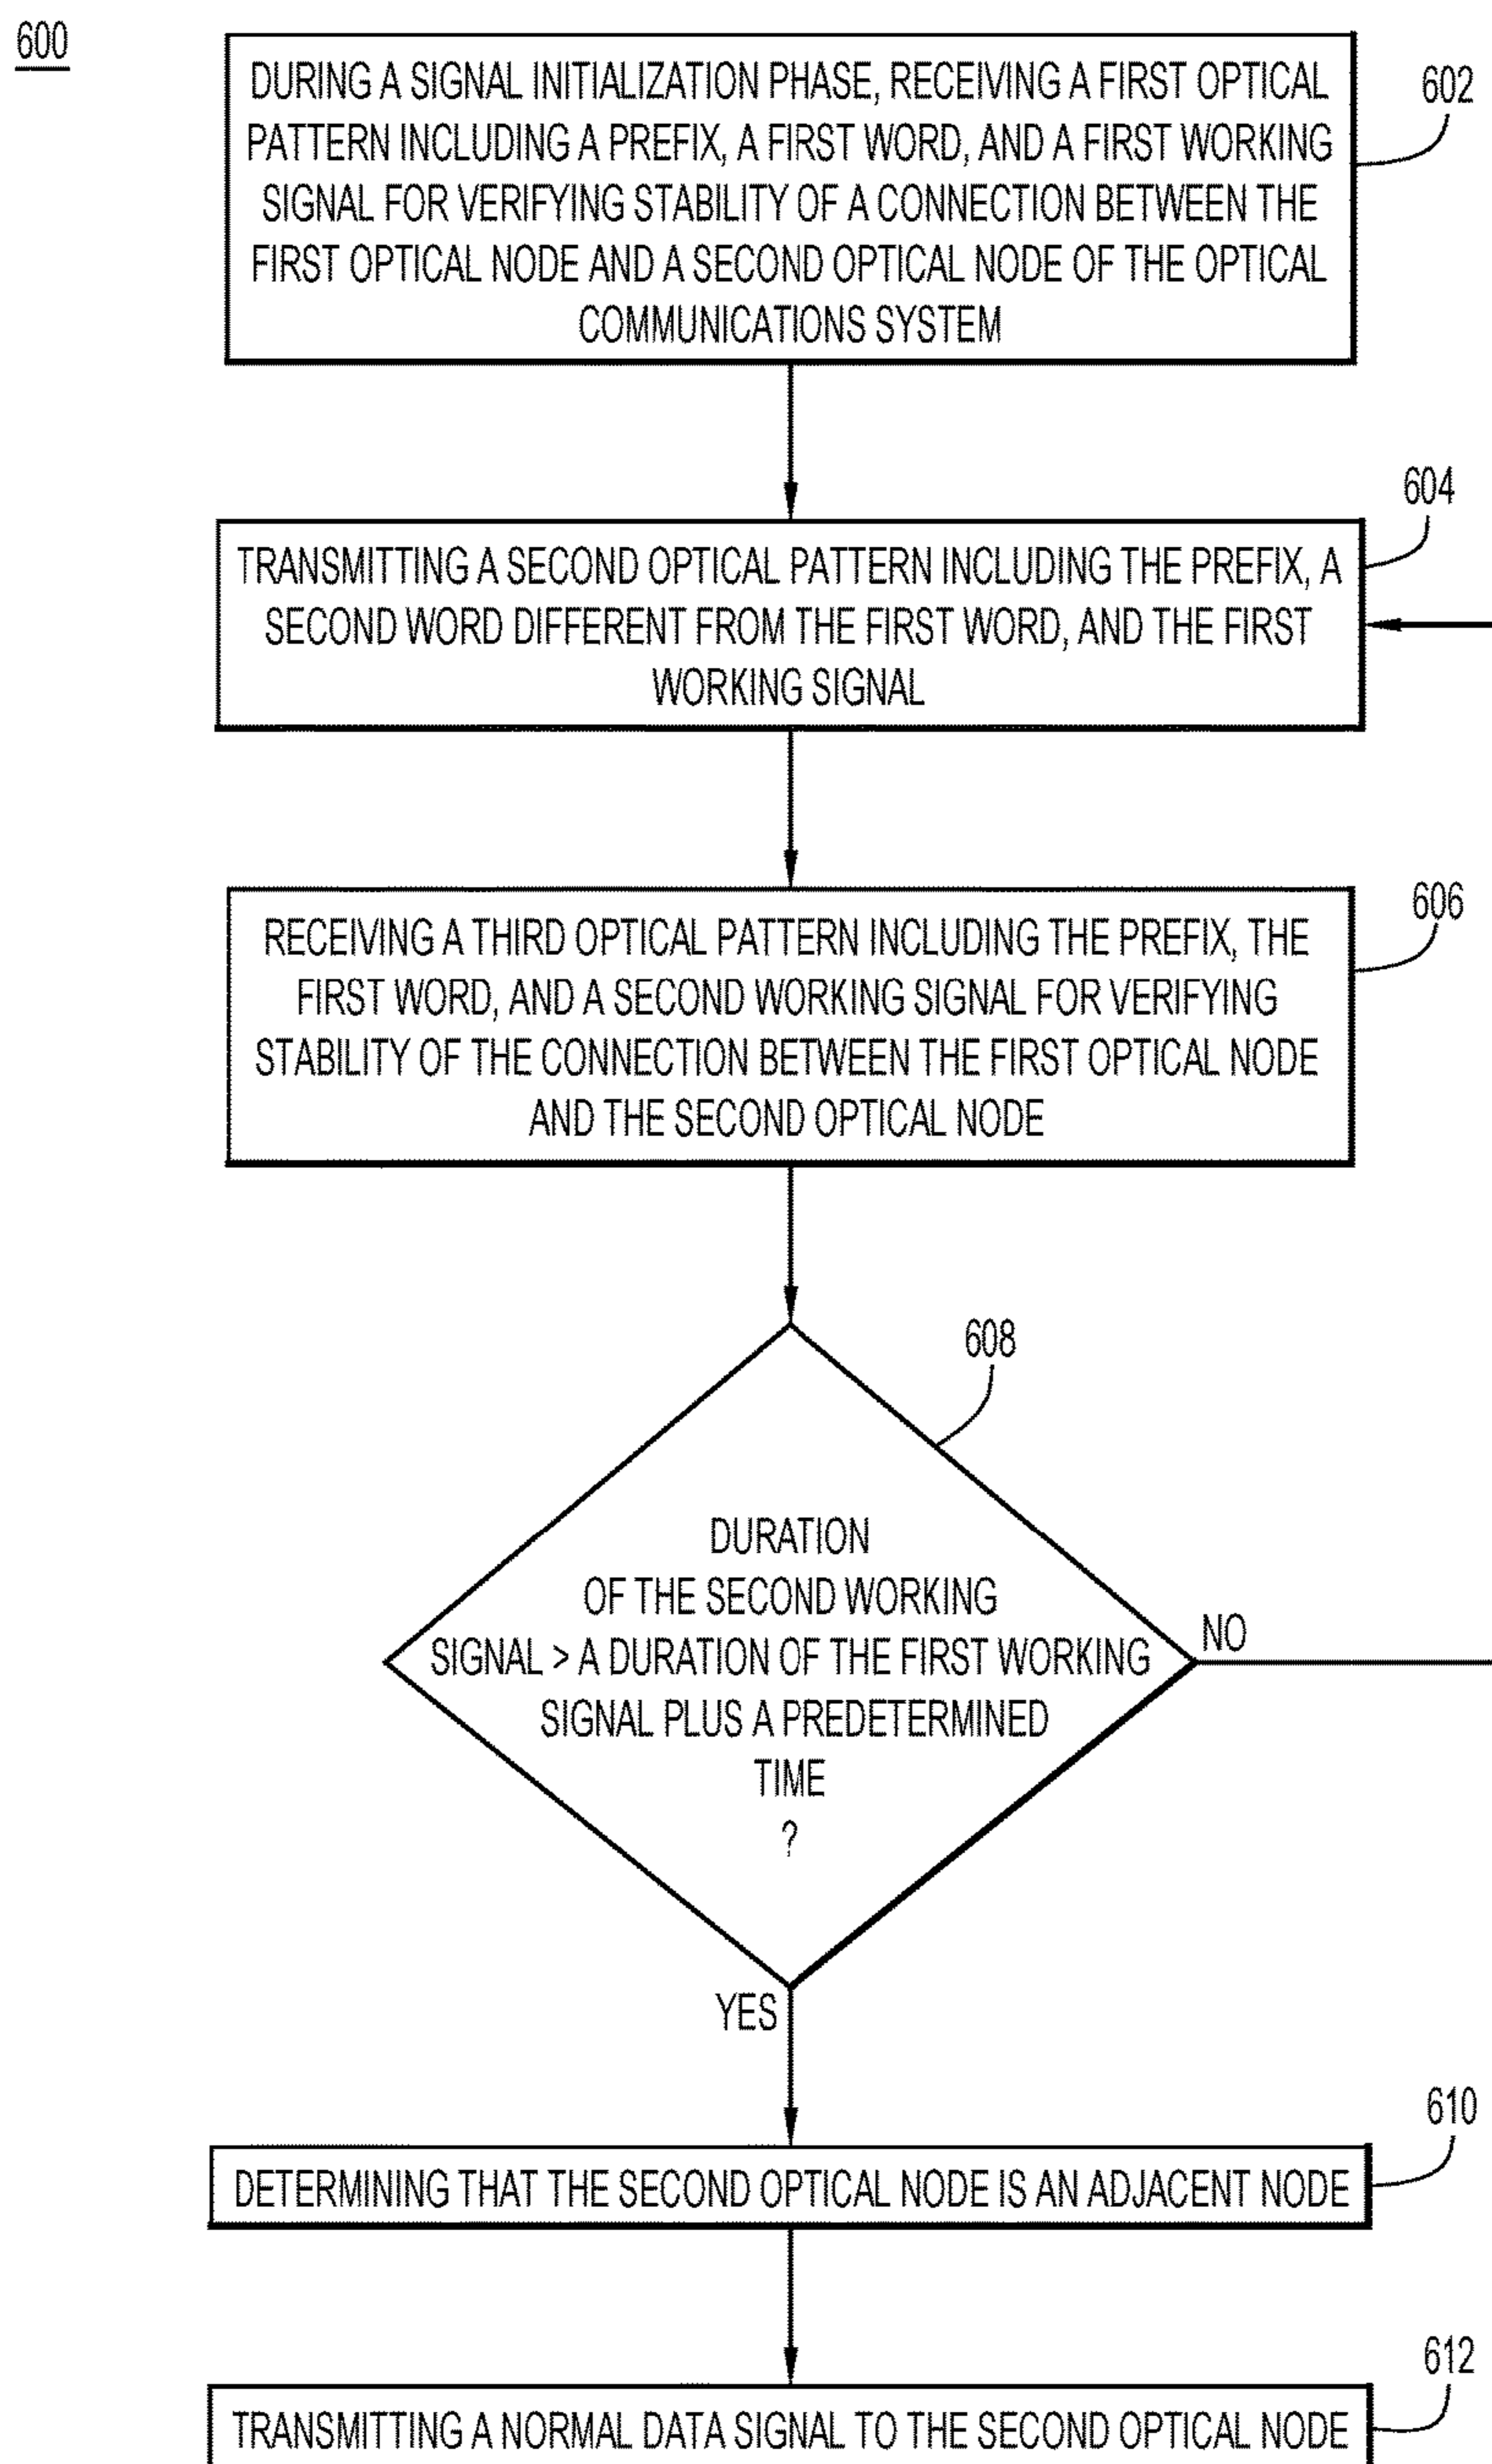 600
DURING A SIGNAL INITIALIZATION PHASE, RECEIVING A FIRST OPTICAL
PATTERN INCLUDING A PREFIX, A FIRST WORD, AND A FIRST WORKING
SIGNAL FOR VERIFYING STABILITY OF A CONNECTION BETWEEN THE
FIRST OPTICAL NODE AND A SECOND OPTICAL NODE OF THE OPTICAL
COMMUNICATIONS SYSTEM
602
604
TRANSMITTING A SECOND OPTICAL PATTERN INCLUDING THE PREFIX, A
SECOND WORD DIFFERENT FROM THE FIRST WORD, AND THE FIRST
WORKING SIGNAL
606
RECEIVING A THIRD OPTICAL PATTERN INCLUDING THE PREFIX, THE
FIRST WORD, AND A SECOND WORKING SIGNAL FOR VERIFYING
STABILITY OF THE CONNECTION BETWEEN THE FIRST OPTICAL NODE
AND THE SECOND OPTICAL NODE
608
DURATION
OF THE SECOND WORKING
SIGNAL > A DURATION OF THE FIRST WORKING
SIGNAL PLUS A PREDETERMINED
TIME
?
NO
YES
610
DETERMINING THAT THE SECOND OPTICAL NODE IS AN ADJACENT NODE
612
TRANSMITTING A NORMAL DATA SIGNAL TO THE SECOND OPTICAL NODE